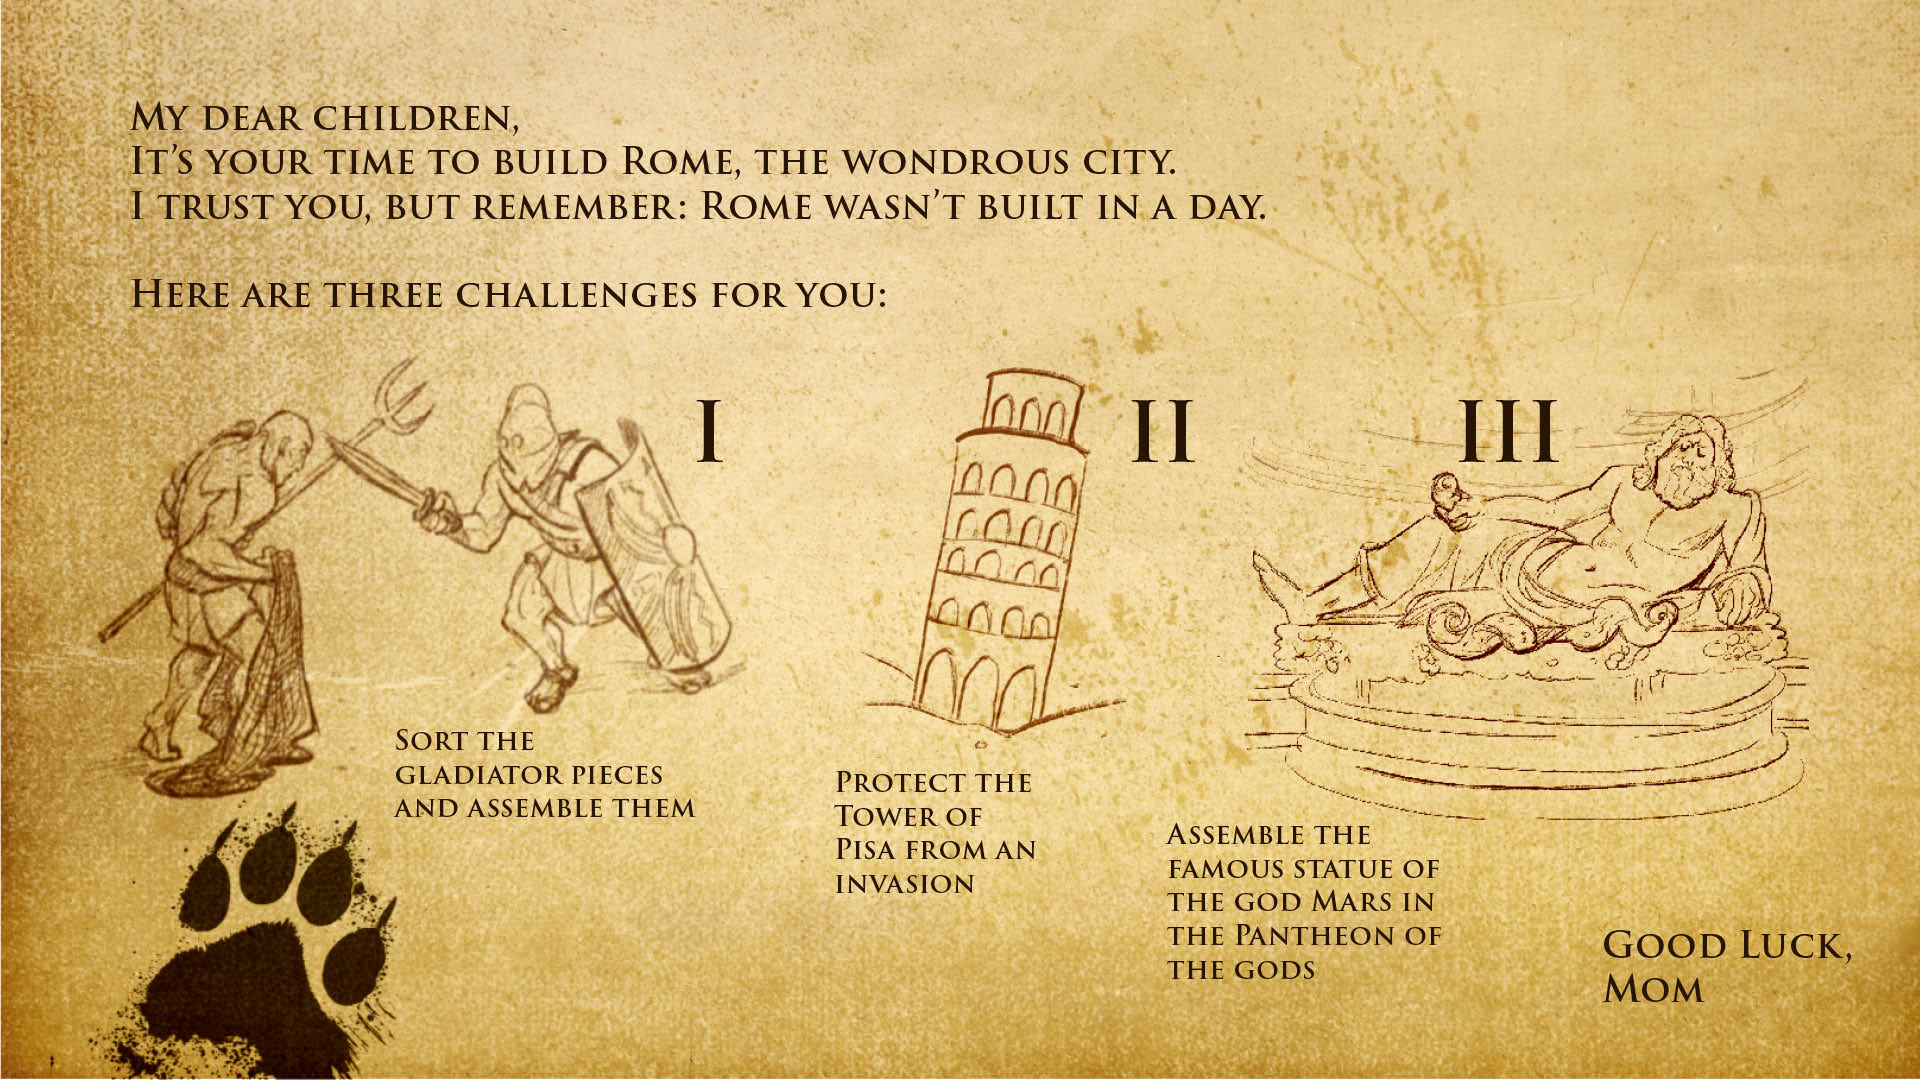 My dear children,
It's your time to build Rome, the wondrous city.
I trust you, but remember: Rome wasn't built in a day.
Here are three challenges for you:
I
Sort the
gladiator pieces
and assemble them
II
Protect the
Tower of
Pisa from an
invasion
III
Assemble the
famous statue of
the god Mars in
the Pantheon of
the gods
Good Luck,
Mom